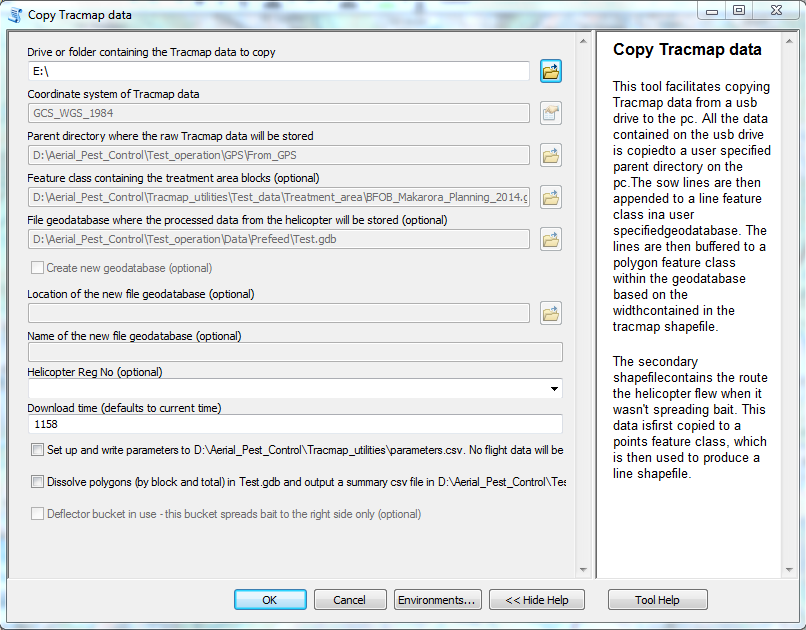 Copy Tracmap data
Drive or folder containing the Tracmap data to copy
E:\
Coordinate system of Tracmap data
GCS_WGS_1984
Parent directory where the raw Tracmap data will be stored
D:\Aerial_Pest_Control\Test_operation\GPS\From_GPS
Feature class containing the treatment area blocks (optional)
D:\Aerial_Pest_Control\Tracmap_utilities\Test_data\Treatment_area\BFOB_Makarora_Planning_2014.g
File geodatabase where the processed data from the helicopter will be stored (optional)
D:\Aerial_Pest_Control\Test_operation\Data\Prefeed\Test.gdb
Create new geodatabase (optional)
Location of the new file geodatabase (optional)
Name of the new file geodatabase (optional)
Helicopter Reg No (optional)
Download time (defaults to current time)
1158
Set up and write parameters to D:\Aerial_Pest_Control\Tracmap_utilities\parameters.csv. No flight data will be
Dissolve polygons (by block and total) in Test.gdb and output a summary csv file in D:\Aerial_Pest_Control\Tes
Deflector bucket in use - this bucket spreads bait to the right side only (optional)
OK
Cancel
Environments...
<< Hide Help
Copy Tracmap data
This tool facilitates copying
Tracmap data from a usb
drive to the pc. All the data
contained on the usb drive
is copiedto a user specified
parent directory on the
pc.The sow lines are then
appended to a line feature
class ina user
specifiedgeodatabase. The
lines are then buffered to a
polygon feature class
within the geodatabase
based on the
widthcontained in the
tracmap shapefile.
The secondary
shapefilecontains the route
the helicopter flew when it
wasn't spreading bait. This
data isfirst copied to a
points feature class, which
is then used to produce a
line shapefile.
Tool Help